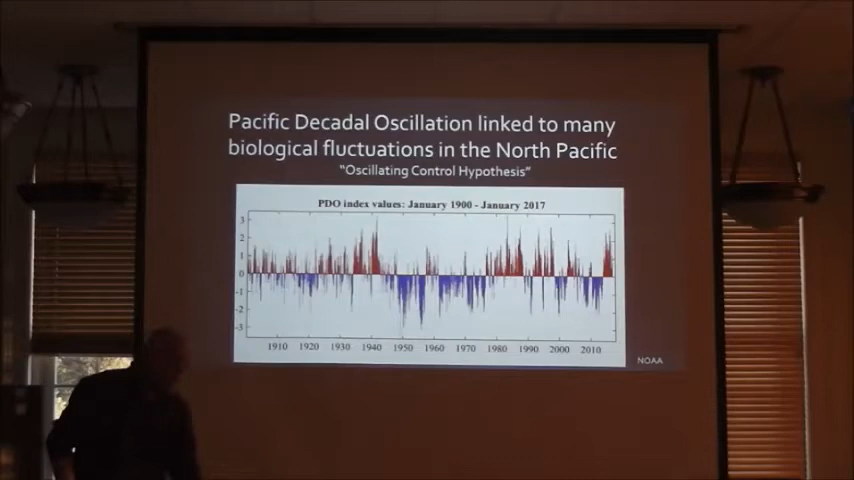 Pacific Decadal Oscillation linked to many
biological fluctuations in the North Pacific
"Oscillating Control Hypothesis"
PDO index values: January 1900 - January 2017
3
2
1
0
-1
-2
-3
1910 1920 1930 1940 1950 1960 1970 1980 1990 2000 2010
NOAA